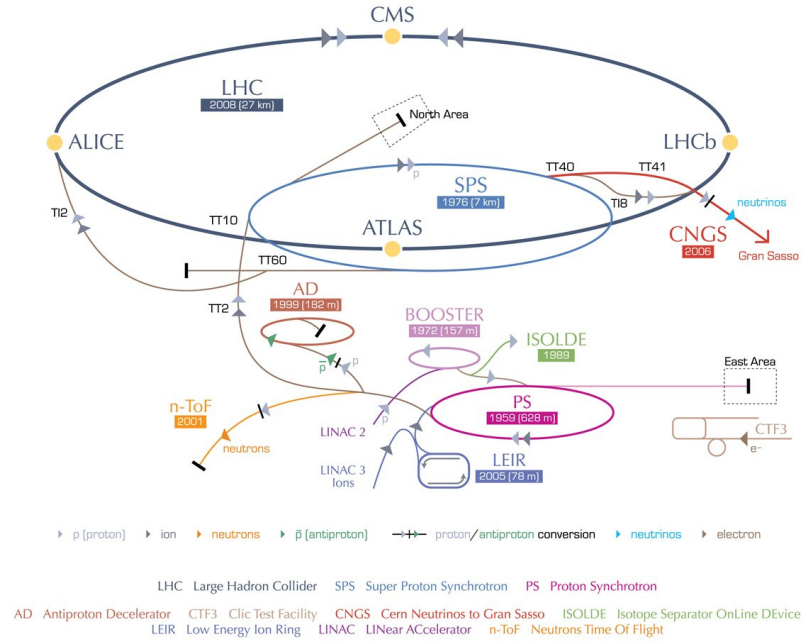 CMS
LHC
2008 (27 km)
North Area
ALICE
LHCb
TT40
TT41
p
SPS
1976 (7 km)
TI8
neutrinos
TI2
TT10
ATLAS
CNGS
2006
Gran Sasso
TT60
AD
1999 (182 m)
TT2
BOOSTER
1972 (157 m)
ISOLDE
1989
p̄
p
East Area
n-ToF
2001
PS
1959 (628 m)
p
LINAC 2
CTF3
neutrons
e-
LEIR
2005 (78 m)
LINAC 3
Ions
p (proton) ion neutrons p̄ (antiproton) proton/antiproton conversion neutrinos electron
LHC Large Hadron Collider SPS Super Proton Synchrotron PS Proton Synchrotron
AD Antiproton Decelerator CTF3 Clic Test Facility CNGS Cern Neutrinos to Gran Sasso ISOLDE Isotope Separator OnLine DEvice
LEIR Low Energy Ion Ring LINAC LINear ACcelerator n-ToF Neutrons Time Of Flight